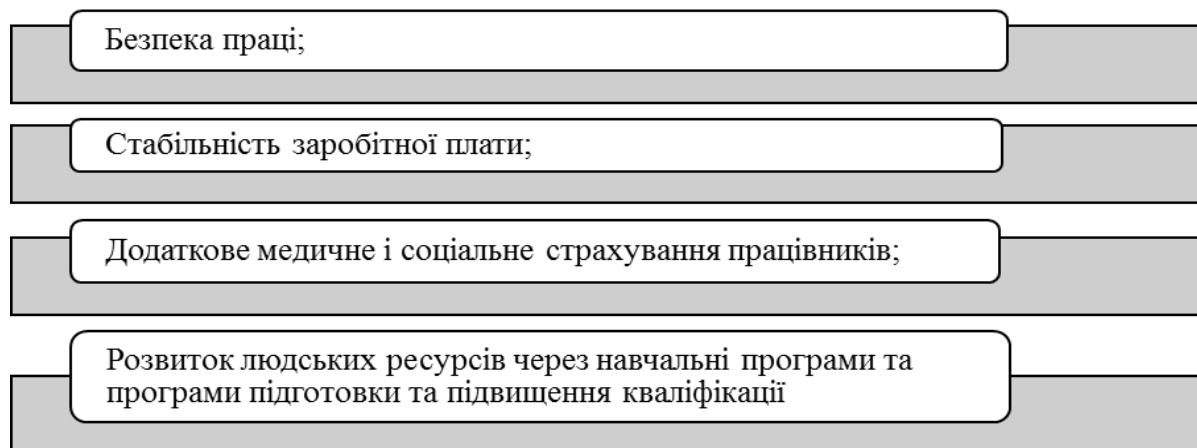 Безпека праці;
Стабільність заробітної плати;
Додаткове медичне і соціальне страхування працівників;
Розвиток людських ресурсів через навчальні програми та
програми підготовки та підвищення кваліфікації